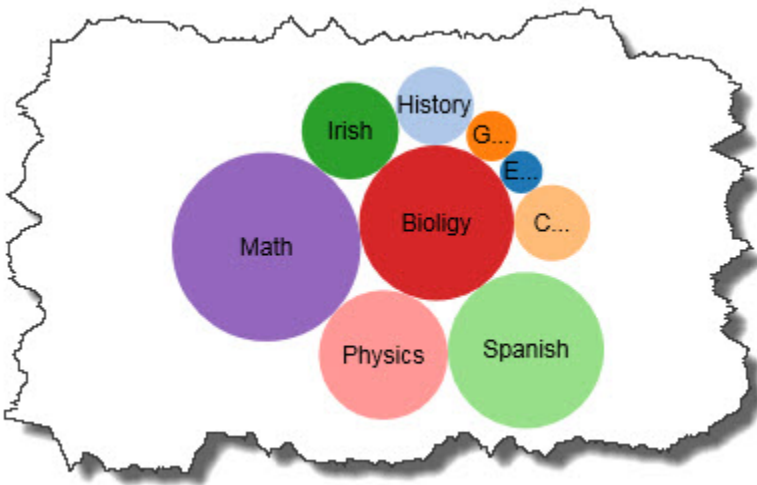 History
Irish
G...
E...
Bioligy
C...
Math
Spanish
Physics